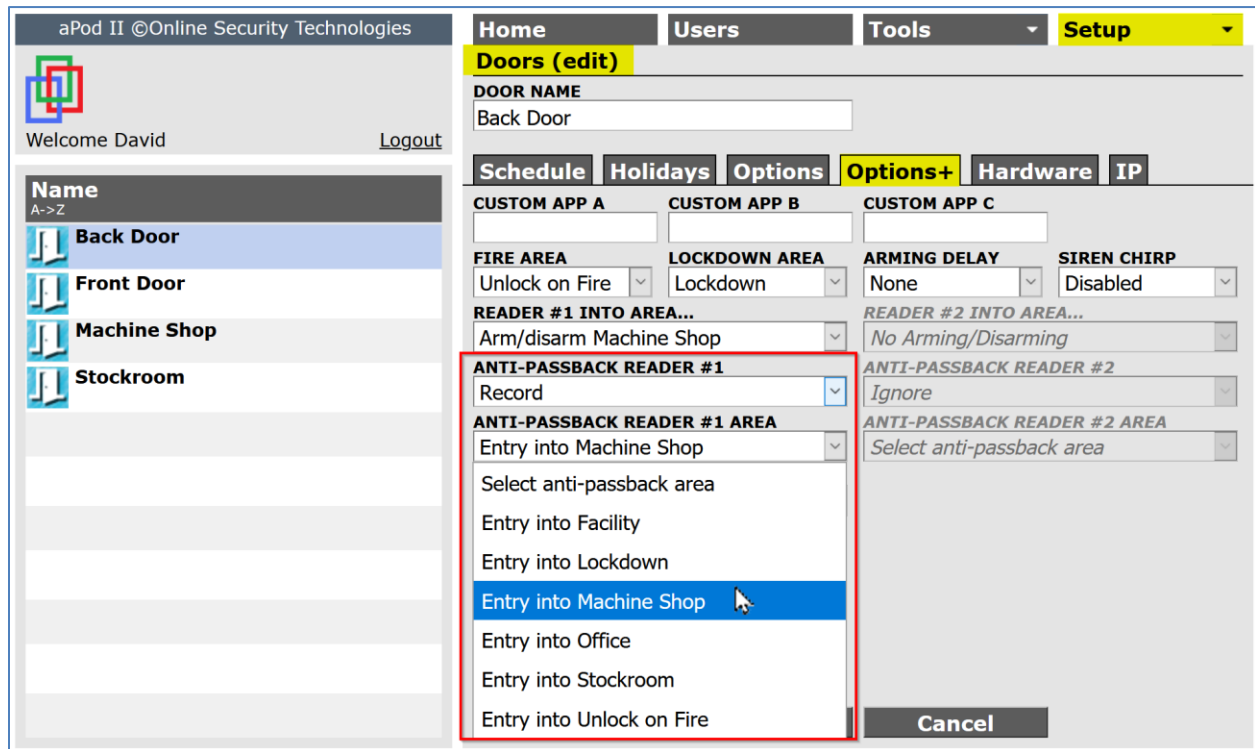 aPod II ©Online Security Technologies
Welcome David Logout
Name
A->Z
Back Door
Front Door
Machine Shop
Stockroom
Home Users Tools Setup
Doors (edit)
DOOR NAME
Back Door
Schedule Holidays Options Options+ Hardware IP
CUSTOM APP A CUSTOM APP B CUSTOM APP C
FIRE AREA LOCKDOWN AREA ARMING DELAY SIREN CHIRP
Unlock on Fire Lockdown None Disabled
READER #1 INTO AREA... READER #2 INTO AREA...
Arm/disarm Machine Shop No Arming/Disarming
ANTI-PASSBACK READER #1 ANTI-PASSBACK READER #2
Record Ignore
ANTI-PASSBACK READER #1 AREA ANTI-PASSBACK READER #2 AREA
Entry into Machine Shop Select anti-passback area
Select anti-passback area
Entry into Facility
Entry into Lockdown
Entry into Machine Shop
Entry into Office
Entry into Stockroom
Entry into Unlock on Fire
Cancel